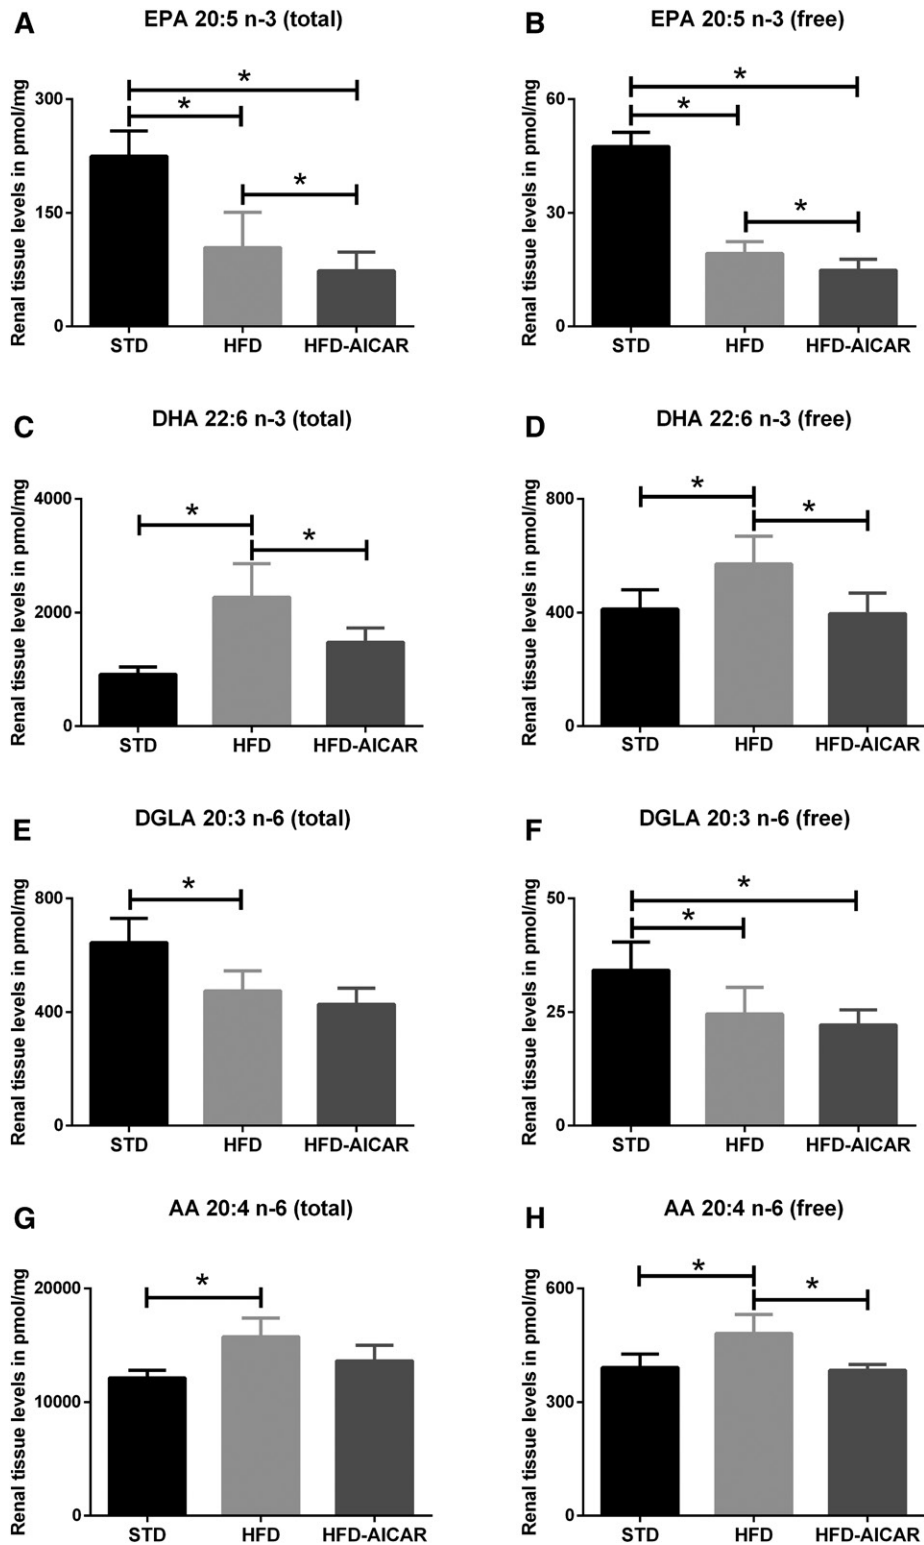 A
EPA 20:5 n-3 (total)
Renal tissue levels in pmol/mg
300
150
0
*
*
*
STD HFD HFD-AICAR
B
EPA 20:5 n-3 (free)
Renal tissue levels in pmol/mg
60
30
0
*
*
*
STD HFD HFD-AICAR
C
DHA 22:6 n-3 (total)
Renal tissue levels in pmol/mg
4000
2000
0
*
*
STD HFD HFD-AICAR
D
DHA 22:6 n-3 (free)
Renal tissue levels in pmol/mg
800
400
0
*
*
STD HFD HFD-AICAR
E
DGLA 20:3 n-6 (total)
Renal tissue levels in pmol/mg
800
400
0
*
STD HFD HFD-AICAR
F
DGLA 20:3 n-6 (free)
Renal tissue levels in pmol/mg
50
25
0
*
*
STD HFD HFD-AICAR
G
AA 20:4 n-6 (total)
Renal tissue levels in pmol/mg
20000
10000
0
*
STD HFD HFD-AICAR
H
AA 20:4 n-6 (free)
Renal tissue levels in pmol/mg
600
300
0
*
*
STD HFD HFD-AICAR